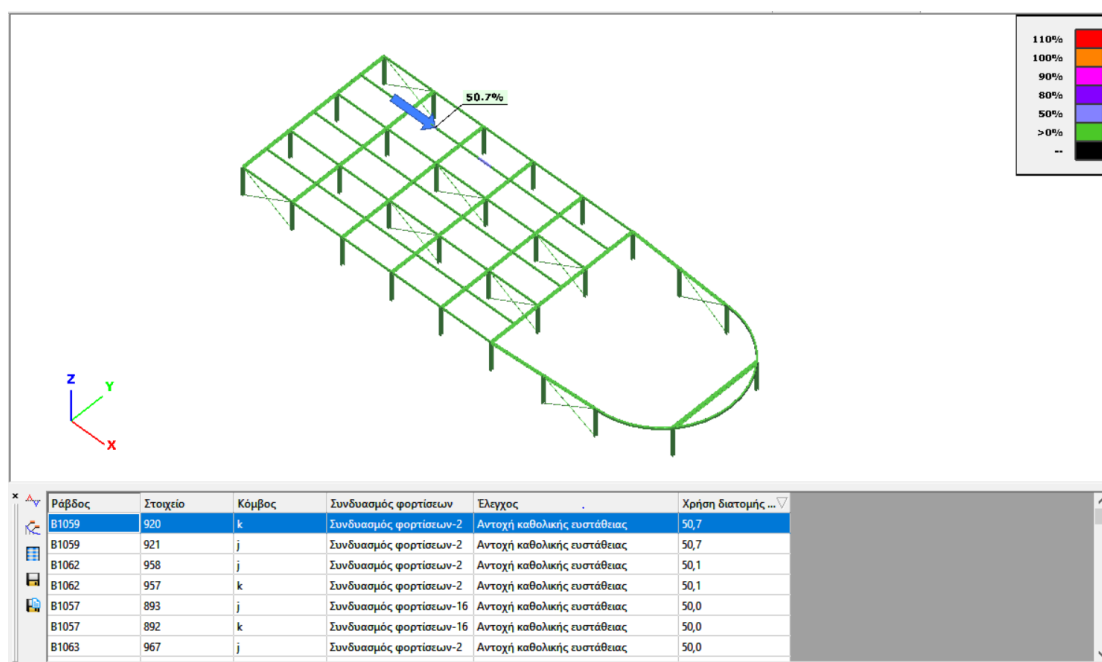 110%
100%
90%
80%
50%
>0%
--
50.7%
Z
Y
X
Ράβδος Στοιχείο Κόμβος Συνδυασμός φορτίσεων Έλεγχος Χρήση διατομής ...
B1059 920 k Συνδυασμός φορτίσεων-2 Αντοχή καθολικής ευστάθειας 50,7
B1059 921 j Συνδυασμός φορτίσεων-2 Αντοχή καθολικής ευστάθειας 50,7
B1062 958 j Συνδυασμός φορτίσεων-2 Αντοχή καθολικής ευστάθειας 50,1
B1062 957 k Συνδυασμός φορτίσεων-2 Αντοχή καθολικής ευστάθειας 50,1
B1057 893 j Συνδυασμός φορτίσεων-16 Αντοχή καθολικής ευστάθειας 50,0
B1057 892 k Συνδυασμός φορτίσεων-16 Αντοχή καθολικής ευστάθειας 50,0
B1063 967 j Συνδυασμός φορτίσεων-2 Αντοχή καθολικής ευστάθειας 50,0